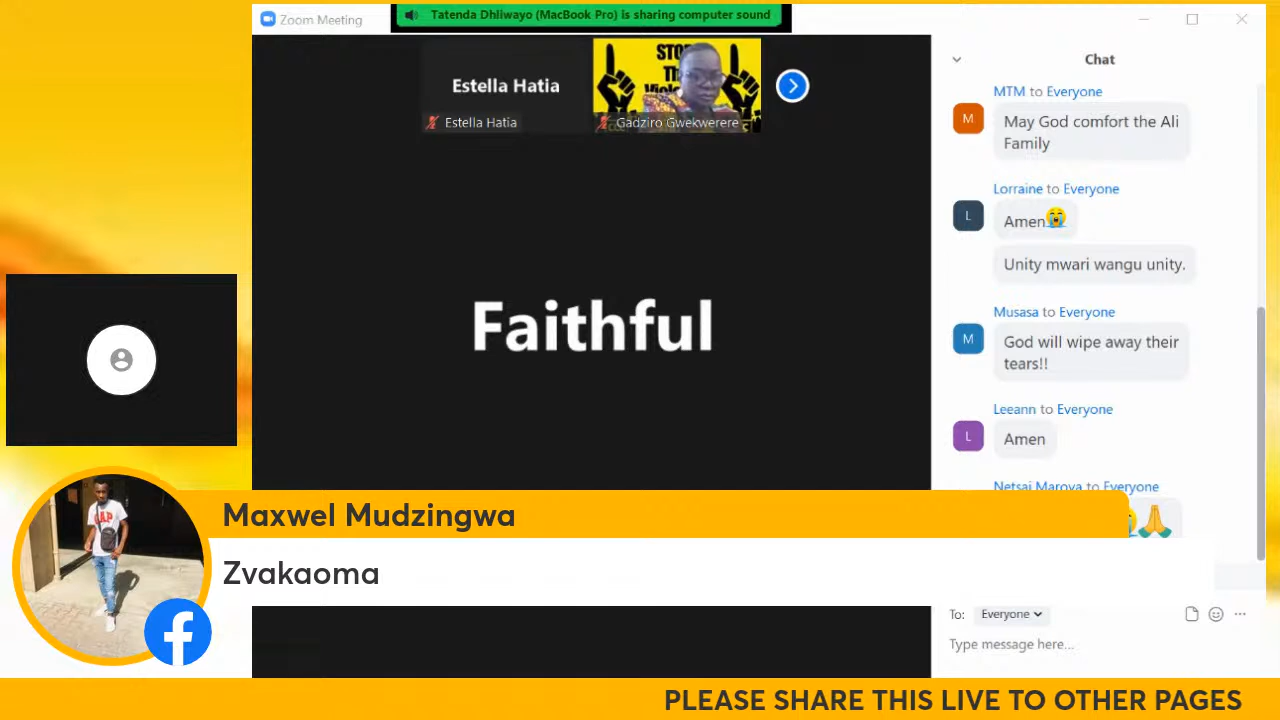 Zoom Meeting
Tatenda Dhliwayo (MacBook Pro) is sharing computer sound
Estella Hatia
Estella Hatia
STOP
Gadziro Gwekwerere
Faithful
Chat
M
MTM to Everyone
May God comfort the Ali
Family
L
Lorraine to Everyone
Amen😭
Unity mwari wangu unity.
M
Musasa to Everyone
God will wipe away their
tears!!
L
Leeann to Everyone
Amen
Netsai Maroya to Everyone
🙏
To: Everyone
Type message here...
GAP
Maxwel Mudzingwa
Zvakaoma
PLEASE SHARE THIS LIVE TO OTHER PAGES